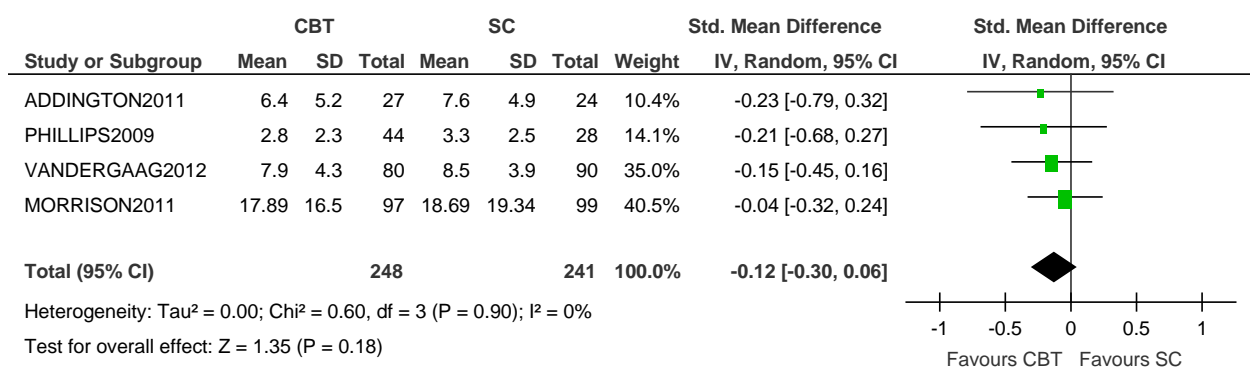 CBT SC Std. Mean Difference Std. Mean Difference
Study or Subgroup Mean SD Total Mean SD Total Weight IV, Random, 95% CI IV, Random, 95% CI
ADDINGTON2011 6.4 5.2 27 7.6 4.9 24 10.4% -0.23 [-0.79, 0.32]
PHILLIPS2009 2.8 2.3 44 3.3 2.5 28 14.1% -0.21 [-0.68, 0.27]
VANDERGAAG2012 7.9 4.3 80 8.5 3.9 90 35.0% -0.15 [-0.45, 0.16]
MORRISON2011 17.89 16.5 97 18.69 19.34 99 40.5% -0.04 [-0.32, 0.24]
Total (95% CI) 248 241 100.0% -0.12 [-0.30, 0.06]
Heterogeneity: Tau² = 0.00; Chi² = 0.60, df = 3 (P = 0.90); I² = 0%
Test for overall effect: Z = 1.35 (P = 0.18)
-1 -0.5 0 0.5 1
Favours CBT Favours SC